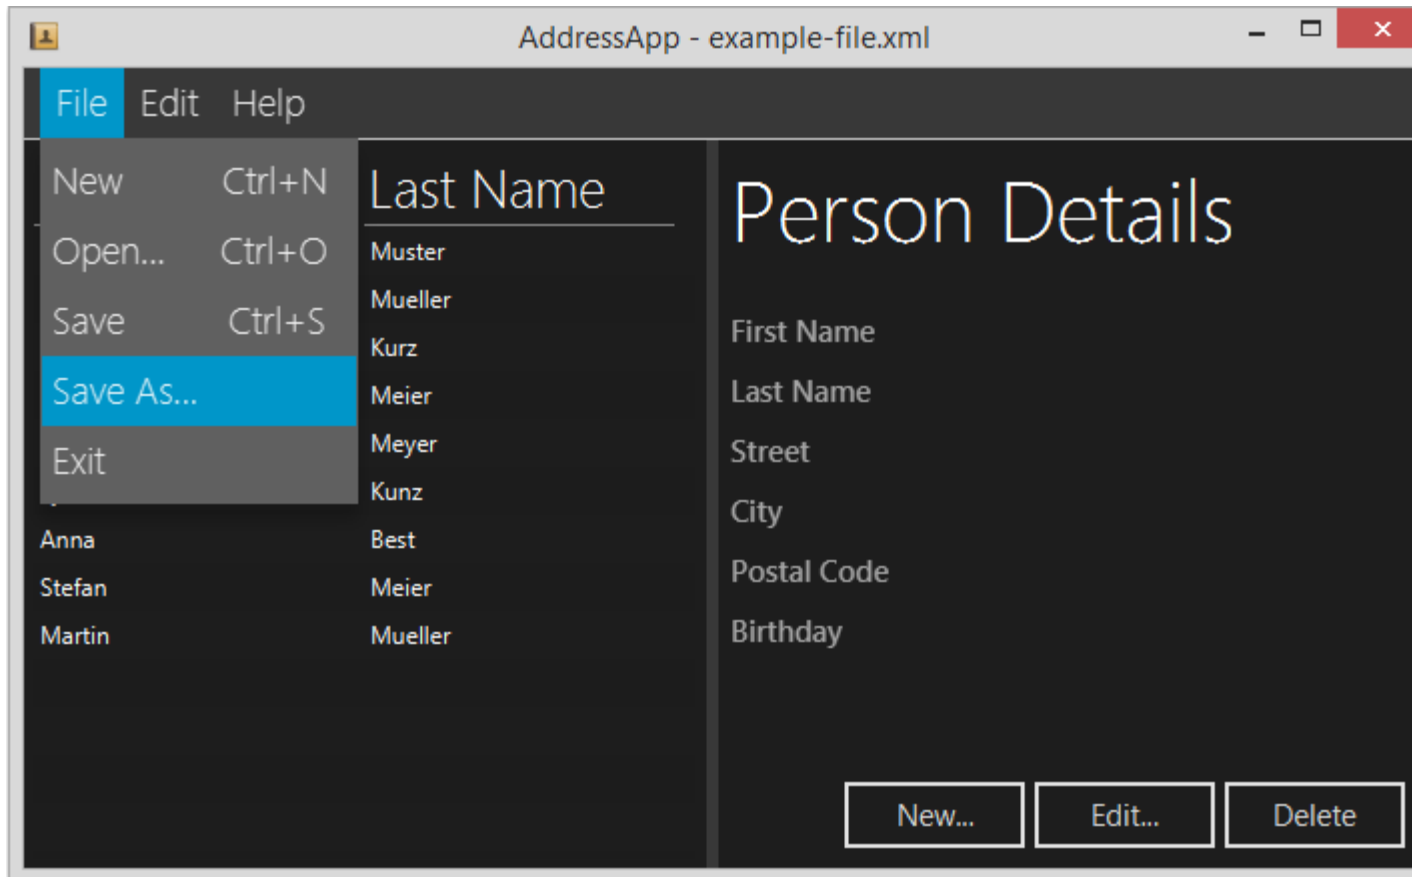 AddressApp - example-file.xml
File Edit Help
New Ctrl+N
Open... Ctrl+O
Save Ctrl+S
Save As...
Exit
Last Name
Muster
Mueller
Kurz
Meier
Meyer
Kunz
Anna Best
Stefan Meier
Martin Mueller
Person Details
First Name
Last Name
Street
City
Postal Code
Birthday
New... Edit... Delete